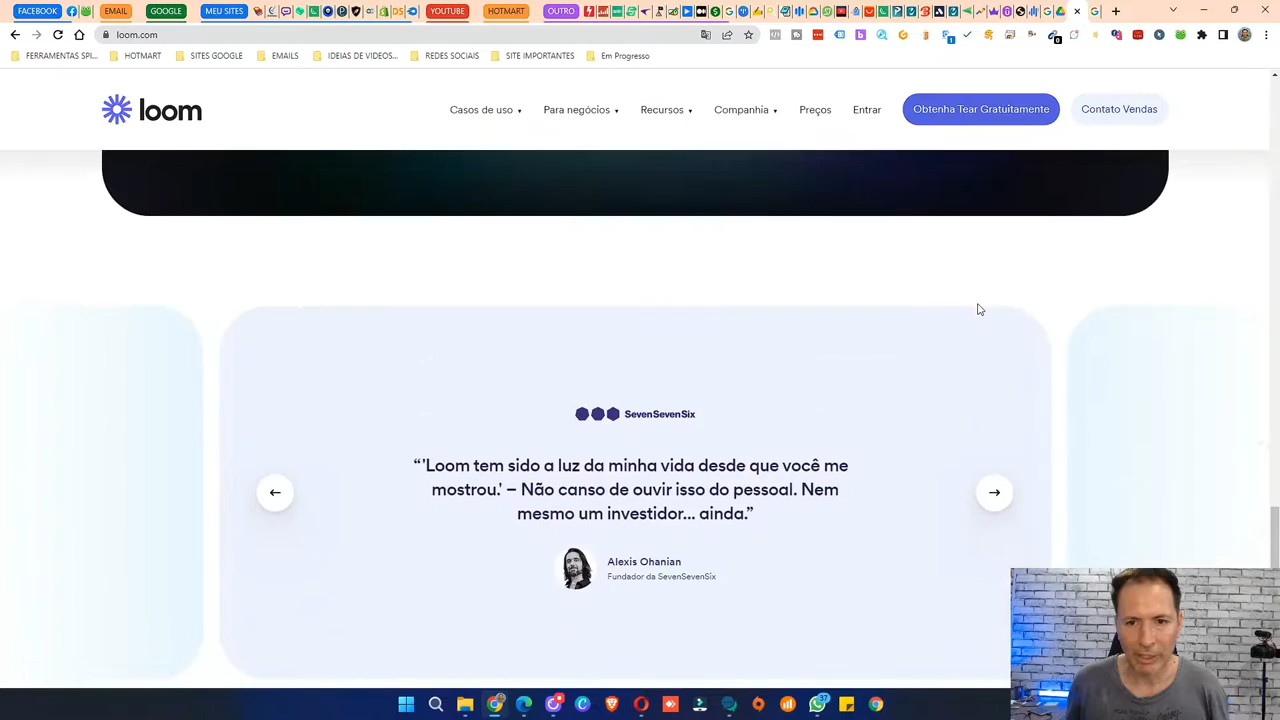 FACEBOOK EMAIL GOOGLE MEU SITES DS YOUTUBE HOTMART OUTRO
loom.com
FERRAMENTAS SPI... HOTMART SITES GOOGLE EMAILS IDEIAS DE VIDEOS... REDES SOCIAIS SITE IMPORTANTES Em Progresso
loom Casos de uso Para negócios Recursos Companhia Preços Entrar Obtenha Tear Gratuitamente Contato Vendas
SevenSevenSix
“'Loom tem sido a luz da minha vida desde que você me
mostrou.' – Não canso de ouvir isso do pessoal. Nem
mesmo um investidor... ainda.”
Alexis Ohanian
Fundador da SevenSevenSix
37